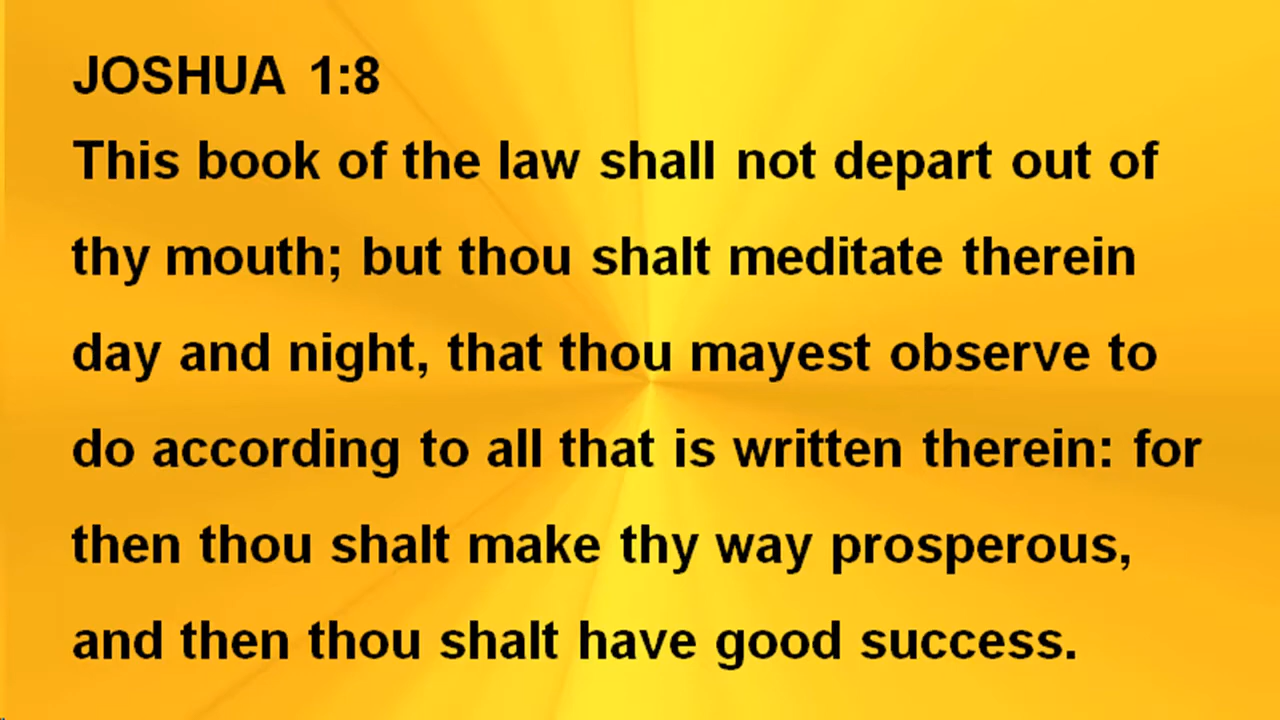 JOSHUA 1:8
This book of the law shall not depart out of
thy mouth; but thou shalt meditate therein
day and night, that thou mayest observe to
do according to all that is written therein: for
then thou shalt make thy way prosperous,
and then thou shalt have good success.